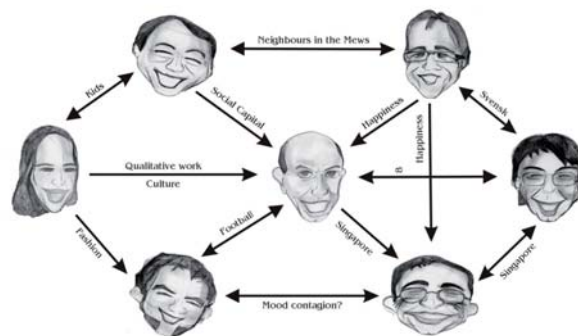 Neighbours in the Mews
Kids
Social Capital
Happiness
Happiness
Svensk
Qualitative work
Culture
8
Fashion
Football
Singapore
Singapore
Mood contagion?